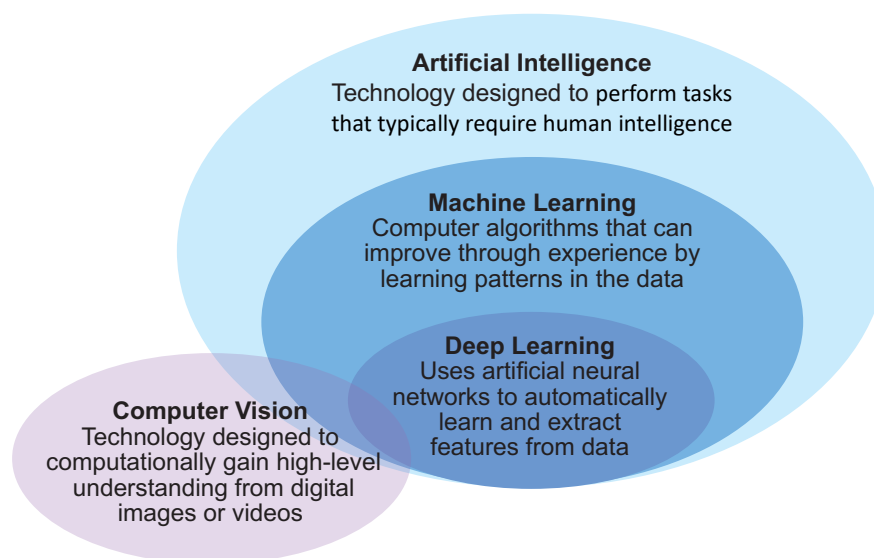 Artificial Intelligence
Technology designed to perform tasks
that typically require human intelligence
Machine Learning
Computer algorithms that can
improve through experience by
learning patterns in the data
Deep Learning
Uses artificial neural
networks to automatically
learn and extract
features from data
Computer Vision
Technology designed to
computationally gain high-level
understanding from digital
images or videos